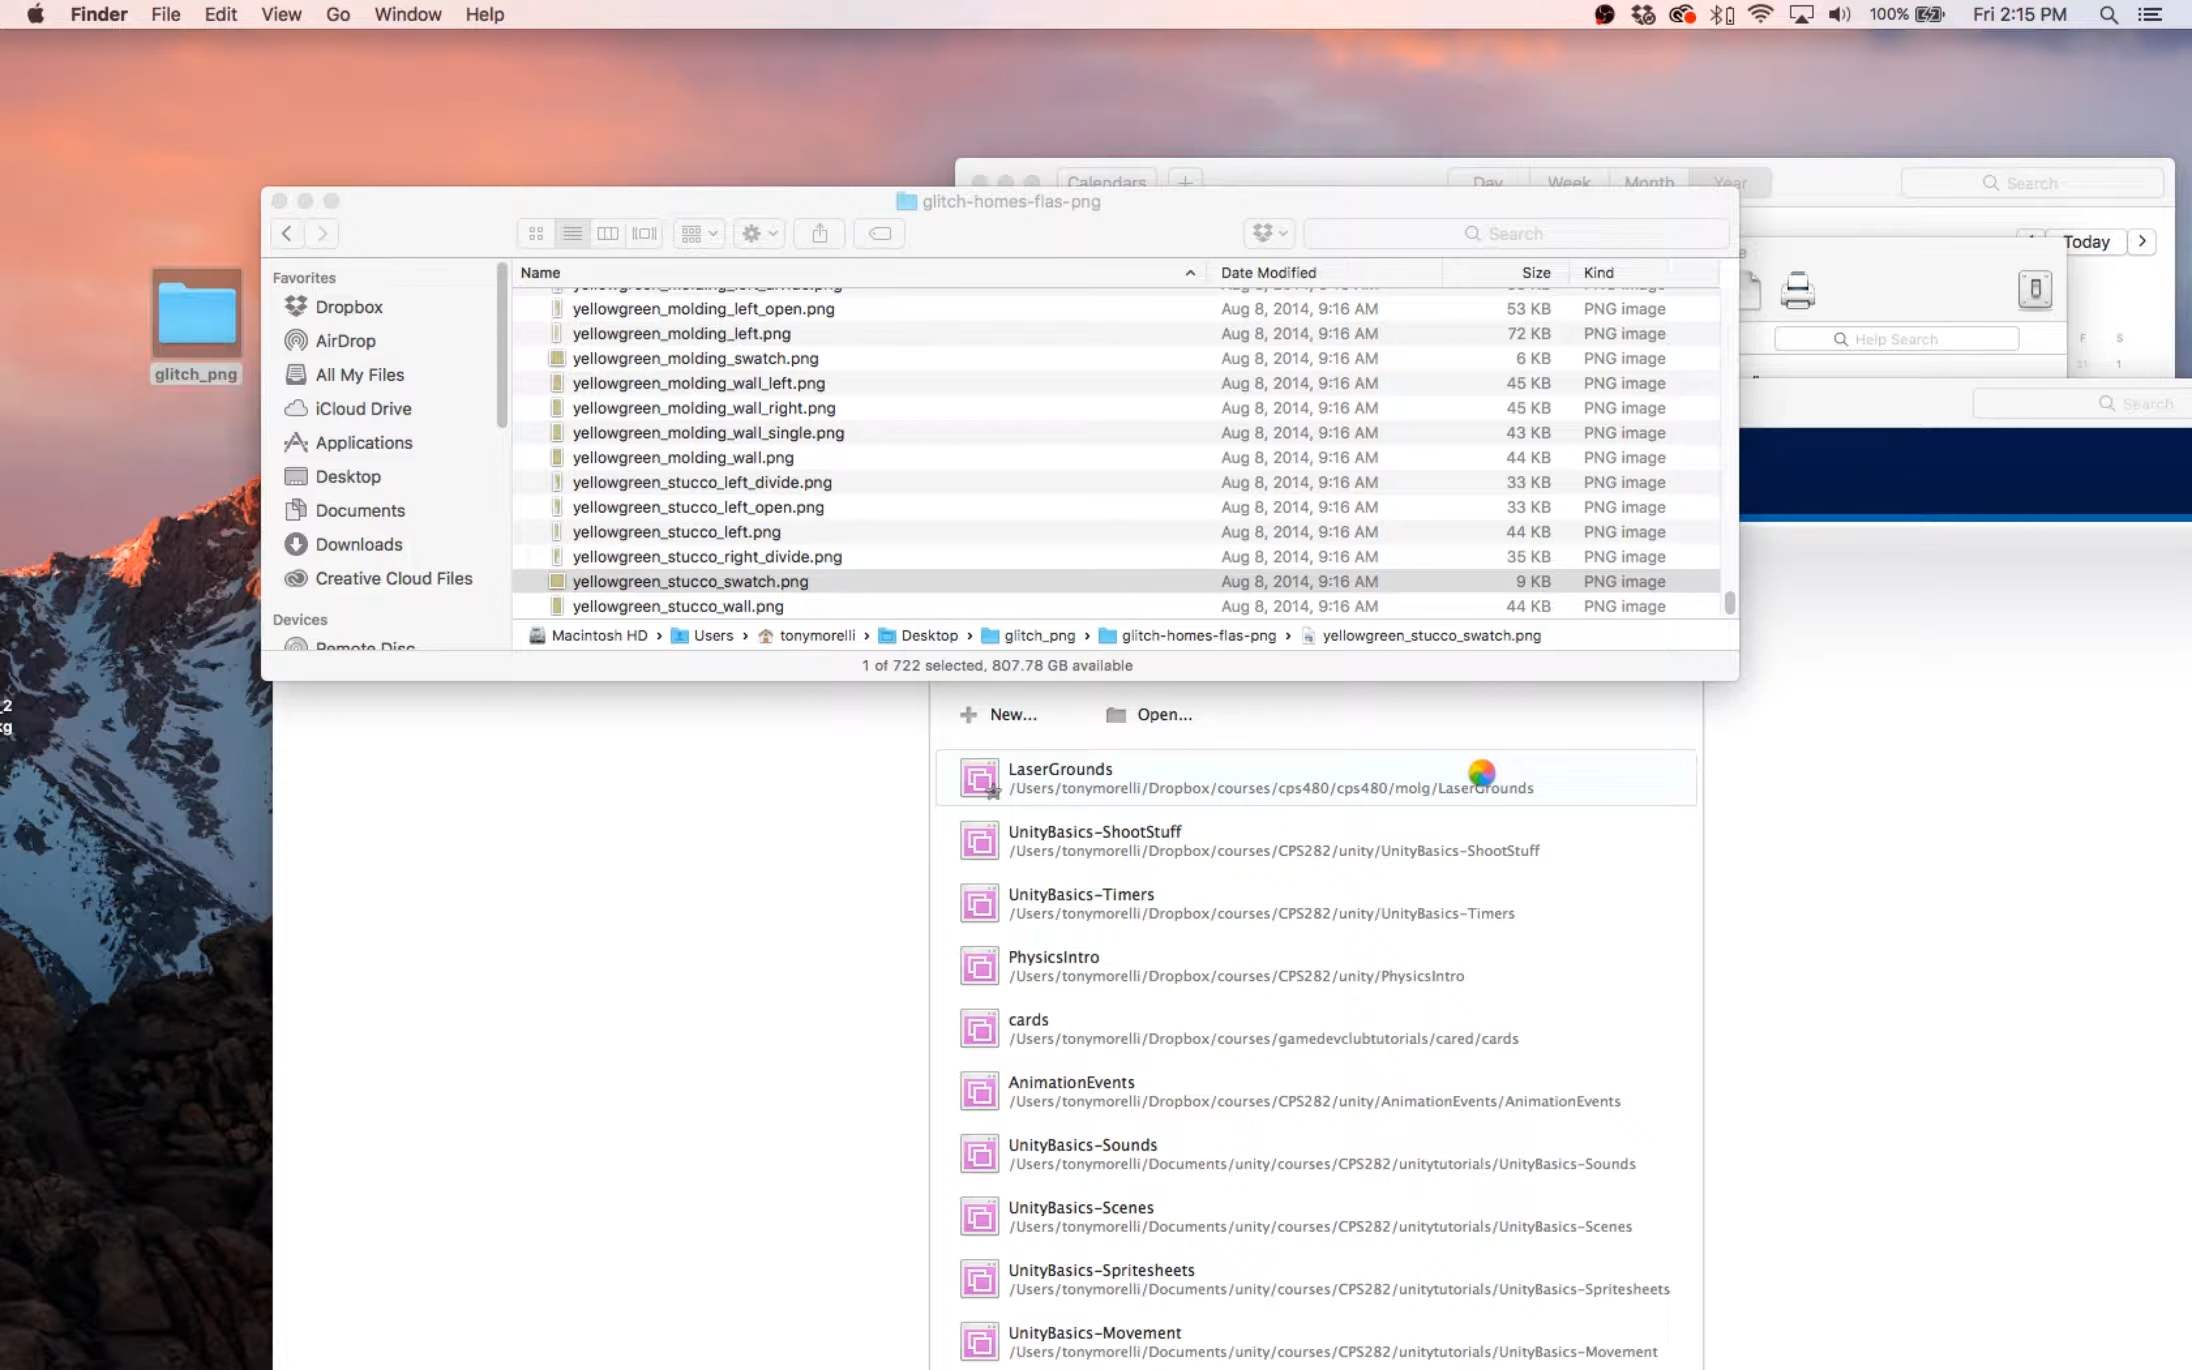 Finder File Edit View Go Window Help 100% Fri 2:15 PM
Calendars + Day Week Month Year Search
glitch-homes-flas-png
Search
Today
Name Date Modified Size Kind
yellowgreen_molding_left_divide.png
yellowgreen_molding_left_open.png Aug 8, 2014, 9:16 AM 53 KB PNG image
yellowgreen_molding_left.png Aug 8, 2014, 9:16 AM 72 KB PNG image
yellowgreen_molding_swatch.png Aug 8, 2014, 9:16 AM 6 KB PNG image
yellowgreen_molding_wall_left.png Aug 8, 2014, 9:16 AM 45 KB PNG image
yellowgreen_molding_wall_right.png Aug 8, 2014, 9:16 AM 45 KB PNG image
yellowgreen_molding_wall_single.png Aug 8, 2014, 9:16 AM 43 KB PNG image
yellowgreen_molding_wall.png Aug 8, 2014, 9:16 AM 44 KB PNG image
yellowgreen_stucco_left_divide.png Aug 8, 2014, 9:16 AM 33 KB PNG image
yellowgreen_stucco_left_open.png Aug 8, 2014, 9:16 AM 33 KB PNG image
yellowgreen_stucco_left.png Aug 8, 2014, 9:16 AM 44 KB PNG image
yellowgreen_stucco_right_divide.png Aug 8, 2014, 9:16 AM 35 KB PNG image
yellowgreen_stucco_swatch.png Aug 8, 2014, 9:16 AM 9 KB PNG image
yellowgreen_stucco_wall.png Aug 8, 2014, 9:16 AM 44 KB PNG image
Macintosh HD › Users › tonymorelli › Desktop › glitch_png › glitch-homes-flas-png › yellowgreen_stucco_swatch.png
1 of 722 selected, 807.78 GB available
Favorites
Dropbox
AirDrop
All My Files
iCloud Drive
Applications
Desktop
Documents
Downloads
Creative Cloud Files
Devices
Remote Disc
glitch_png
_2
kg
Help Search
F S
31 1
Search
New... Open...
LaserGrounds
/Users/tonymorelli/Dropbox/courses/cps480/cps480/molg/LaserGrounds
UnityBasics-ShootStuff
/Users/tonymorelli/Dropbox/courses/CPS282/unity/UnityBasics-ShootStuff
UnityBasics-Timers
/Users/tonymorelli/Dropbox/courses/CPS282/unity/UnityBasics-Timers
PhysicsIntro
/Users/tonymorelli/Dropbox/courses/CPS282/unity/PhysicsIntro
cards
/Users/tonymorelli/Dropbox/courses/gamedevclubtutorials/cared/cards
AnimationEvents
/Users/tonymorelli/Dropbox/courses/CPS282/unity/AnimationEvents/AnimationEvents
UnityBasics-Sounds
/Users/tonymorelli/Documents/unity/courses/CPS282/unitytutorials/UnityBasics-Sounds
UnityBasics-Scenes
/Users/tonymorelli/Documents/unity/courses/CPS282/unitytutorials/UnityBasics-Scenes
UnityBasics-Spritesheets
/Users/tonymorelli/Documents/unity/courses/CPS282/unitytutorials/UnityBasics-Spritesheets
UnityBasics-Movement
/Users/tonymorelli/Documents/unity/courses/CPS282/unitytutorials/UnityBasics-Movement